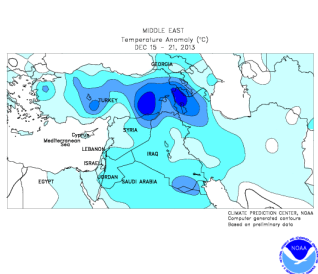 MIDDLE EAST
Temperature Anomaly (°C)
DEC 15 - 21, 2013
GEORGIA
TURKEY
Cyprus
SYRIA
Mediterranean
Sea
LEBANON
IRAQ
ISRAEL
JORDAN
EGYPT
SAUDI ARABIA
CLIMATE PREDICTION CENTER, NOAA
Computer generated contours
Based on preliminary data
NOAA